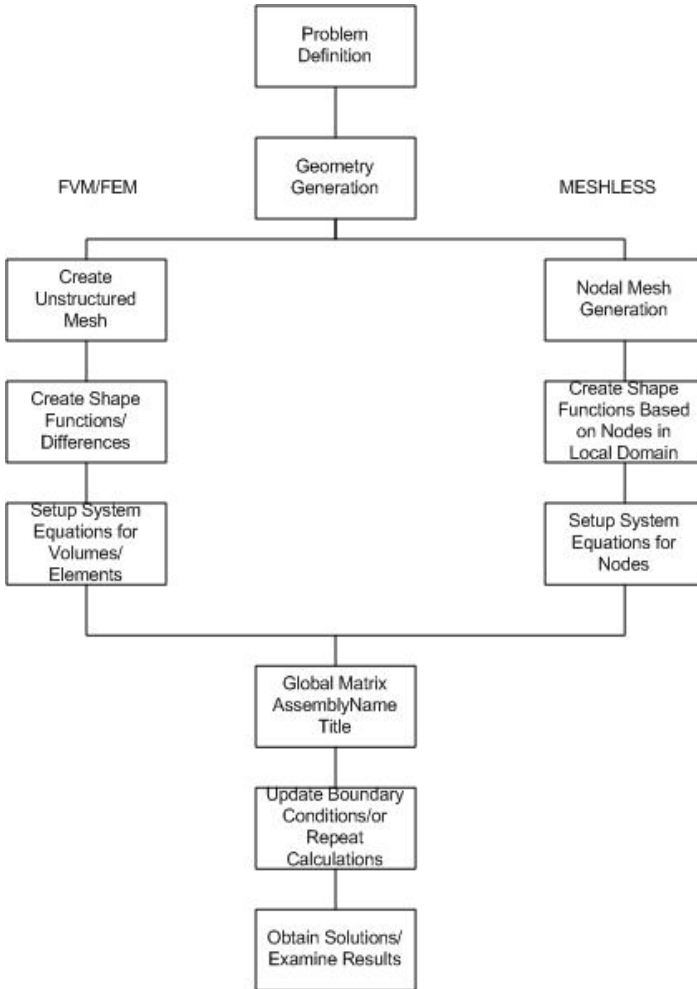 Problem
Definition
Geometry
Generation
FVM/FEM
MESHLESS
Create
Unstructured
Mesh
Create Shape
Functions/
Differences
Setup System
Equations for
Volumes/
Elements
Nodal Mesh
Generation
Create Shape
Functions Based
on Nodes in
Local Domain
Setup System
Equations for
Nodes
Global Matrix
AssemblyName
Title
Update Boundary
Conditions/or
Repeat
Calculations
Obtain Solutions/
Examine Results